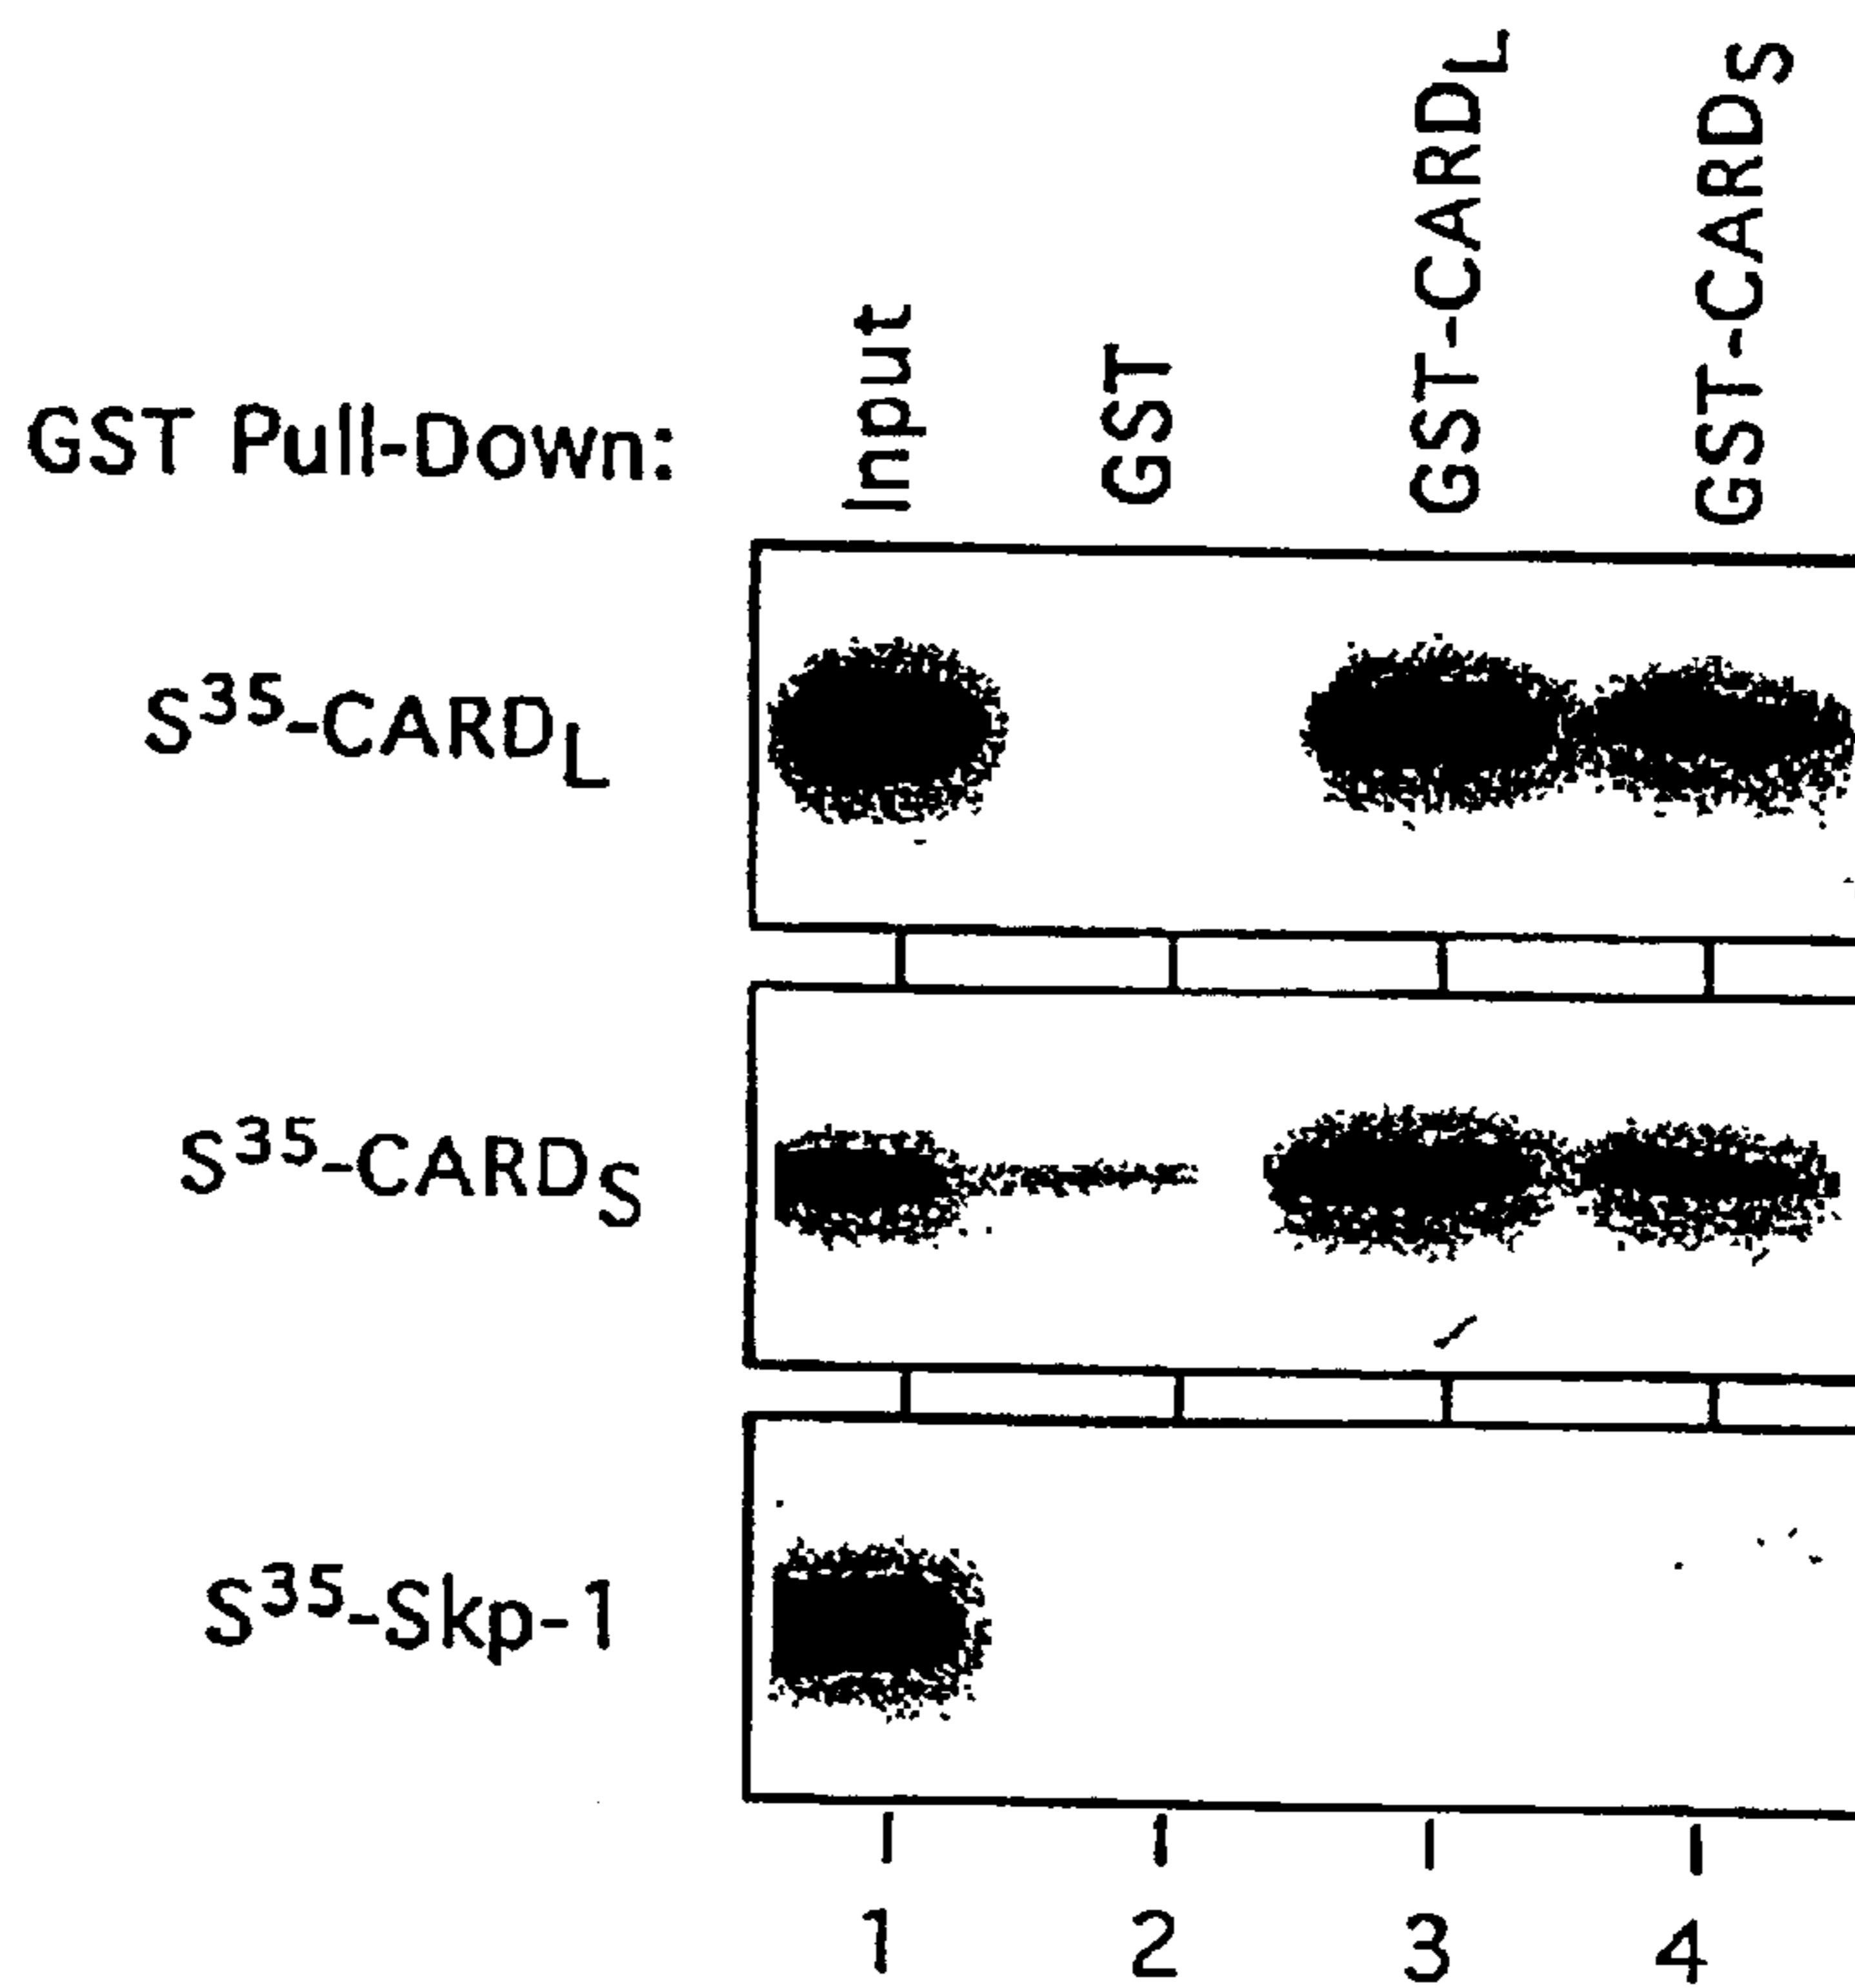 GST Pull-Down:
Input
GST
GST-CARDL
GST-CARDS
S35-CARDL
S35-CARDS
S35-Skp-1
1 2 3 4